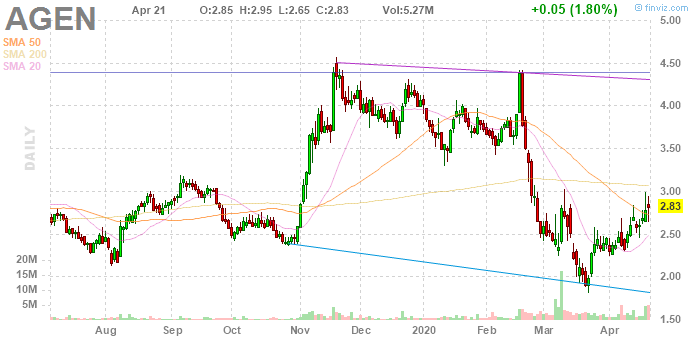 AGEN Apr 21 O:2.85 H:2.95 L:2.65 C:2.83 Vol:5.27M +0.05 (1.80%) © finviz.com
SMA 50
SMA 200
SMA 20
DAILY
5.00
4.50
4.00
3.50
3.00
2.83
2.50
2.00
1.50
20M
15M
10M
5M
Aug Sep Oct Nov Dec 2020 Feb Mar Apr